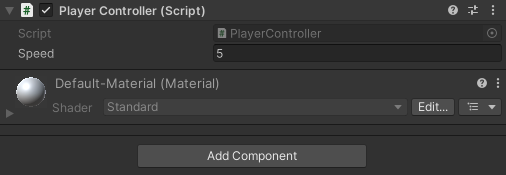 Player Controller (Script)
Script PlayerController
Speed 5
Default-Material (Material)
Shader Standard Edit...
Add Component